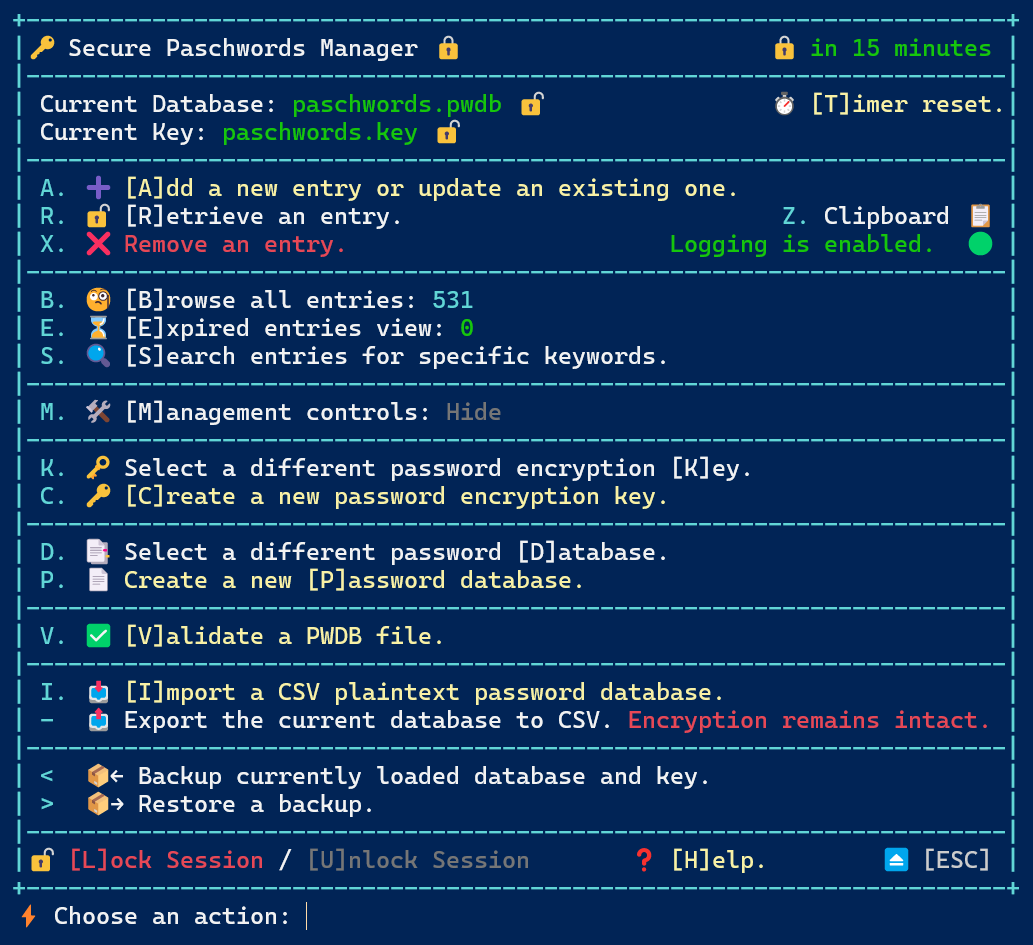 Secure Paschwords Manager in 15 minutes
Current Database: paschwords.pwdb [T]imer reset.
Current Key: paschwords.key
A. [A]dd a new entry or update an existing one.
R. [R]etrieve an entry. Z. Clipboard
X. Remove an entry. Logging is enabled.
B. [B]rowse all entries: 531
E. [E]xpired entries view: 0
S. [S]earch entries for specific keywords.
M. [M]anagement controls: Hide
K. Select a different password encryption [K]ey.
C. [C]reate a new password encryption key.
D. Select a different password [D]atabase.
P. Create a new [P]assword database.
V. [V]alidate a PWDB file.
I. [I]mport a CSV plaintext password database.
- Export the current database to CSV. Encryption remains intact.
< Backup currently loaded database and key.
> Restore a backup.
[L]ock Session / [U]nlock Session [H]elp. [ESC]
Choose an action: